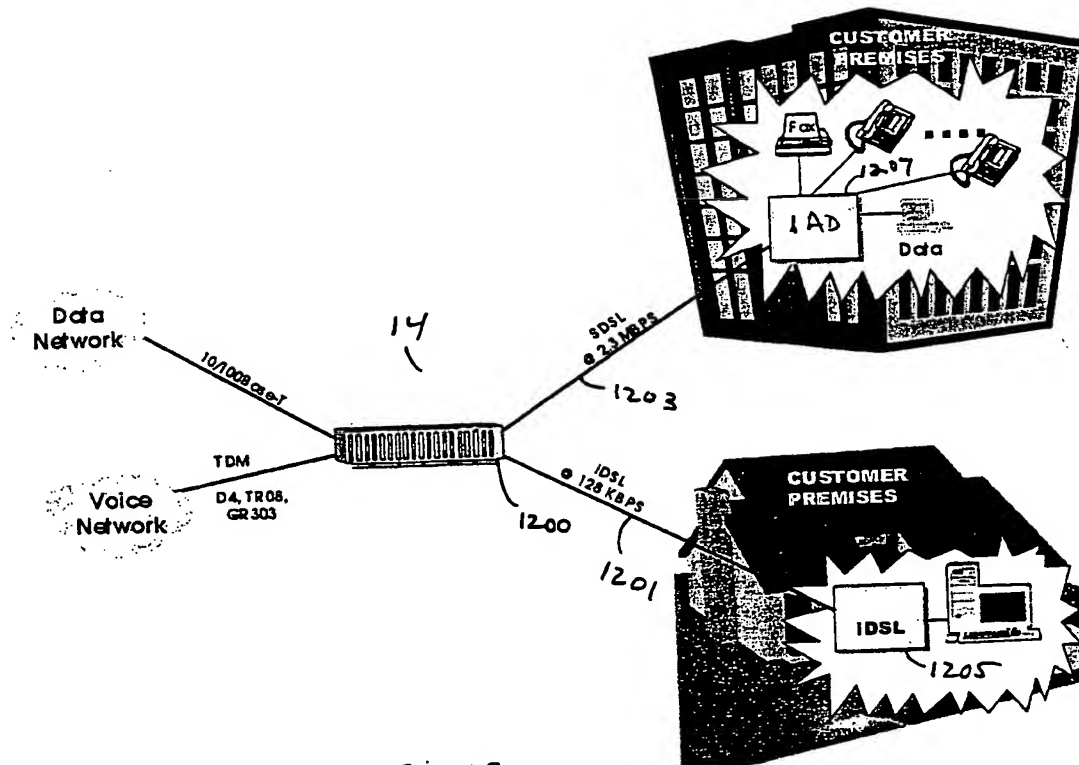 CUSTOMER
PREMISES
Fax
1207
IAD
Data
Data
Network
14
10/100Base-T
SDSL
@ 2.3 MBPS
1203
TDM
D4, TR08,
GR303
Voice
Network
1200
IDSL
@ 128 KBPS
1201
CUSTOMER
PREMISES
IDSL
1205